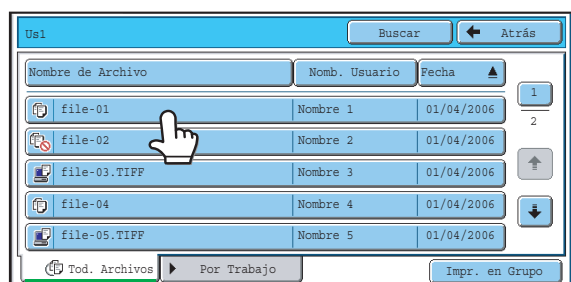 Us1 Buscar Atrás
Nombre de Archivo Nomb. Usuario Fecha
file-01 Nombre 1 01/04/2006
file-02 Nombre 2 01/04/2006
file-03.TIFF Nombre 3 01/04/2006
file-04 Nombre 4 01/04/2006
file-05.TIFF Nombre 5 01/04/2006
1
2
Tod. Archivos Por Trabajo Impr. en Grupo